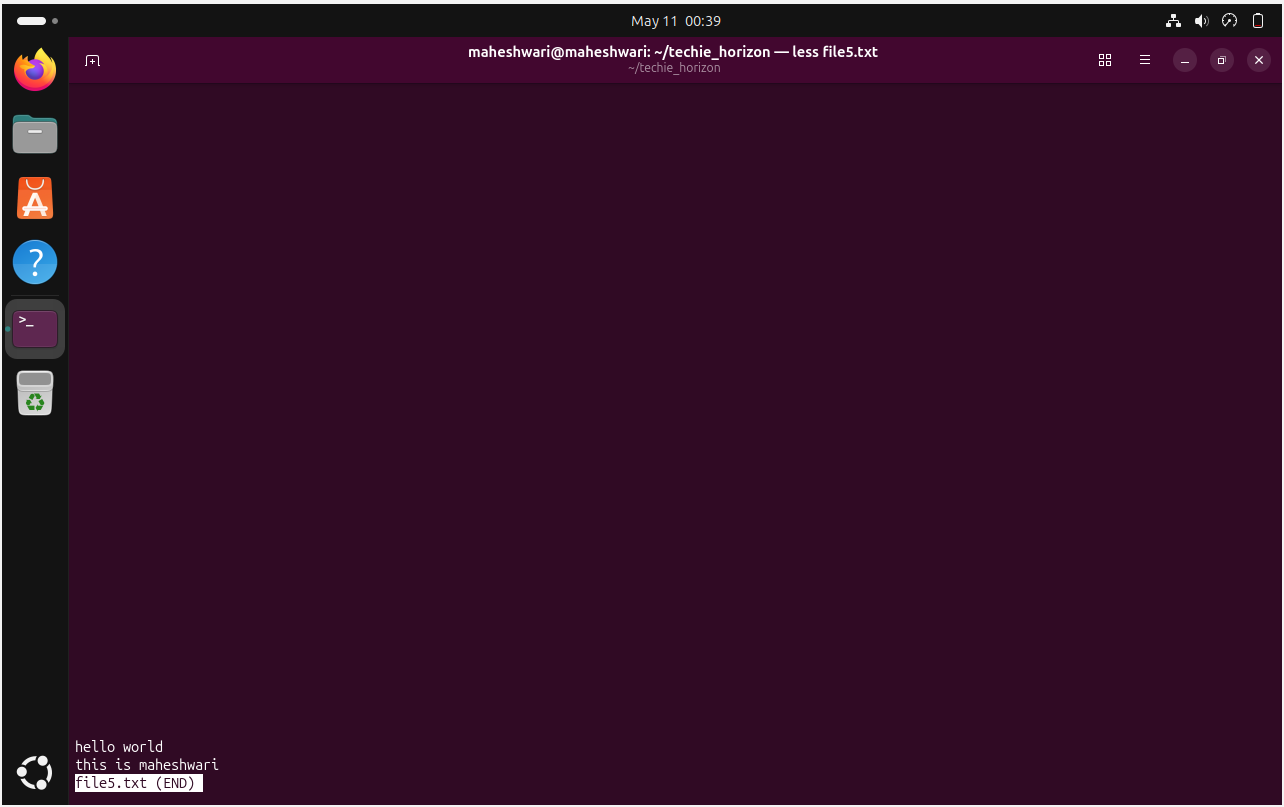 May 11 00:39
maheshwari@maheshwari: ~/techie_horizon — less file5.txt
~/techie_horizon
>_
?
hello world
this is maheshwari
file5.txt (END)